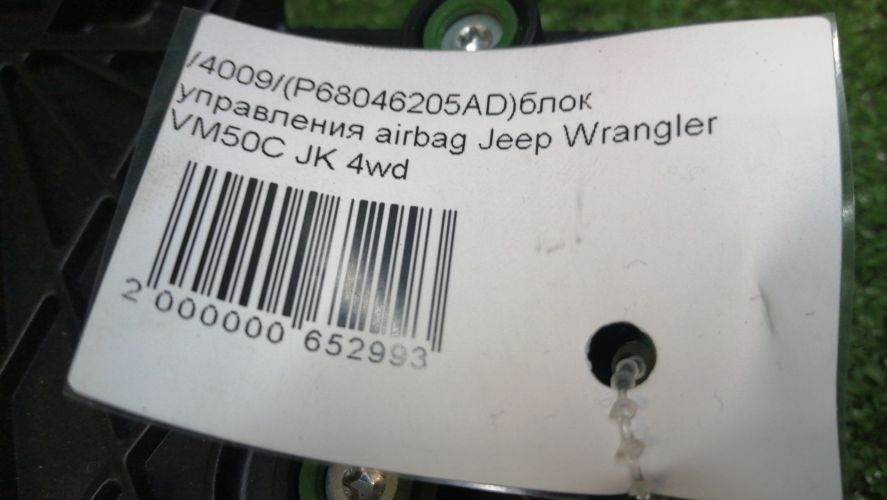 /4009/(P68046205AD)блок
управления airbag Jeep Wrangler
VM50C JK 4wd
2 000000 652993